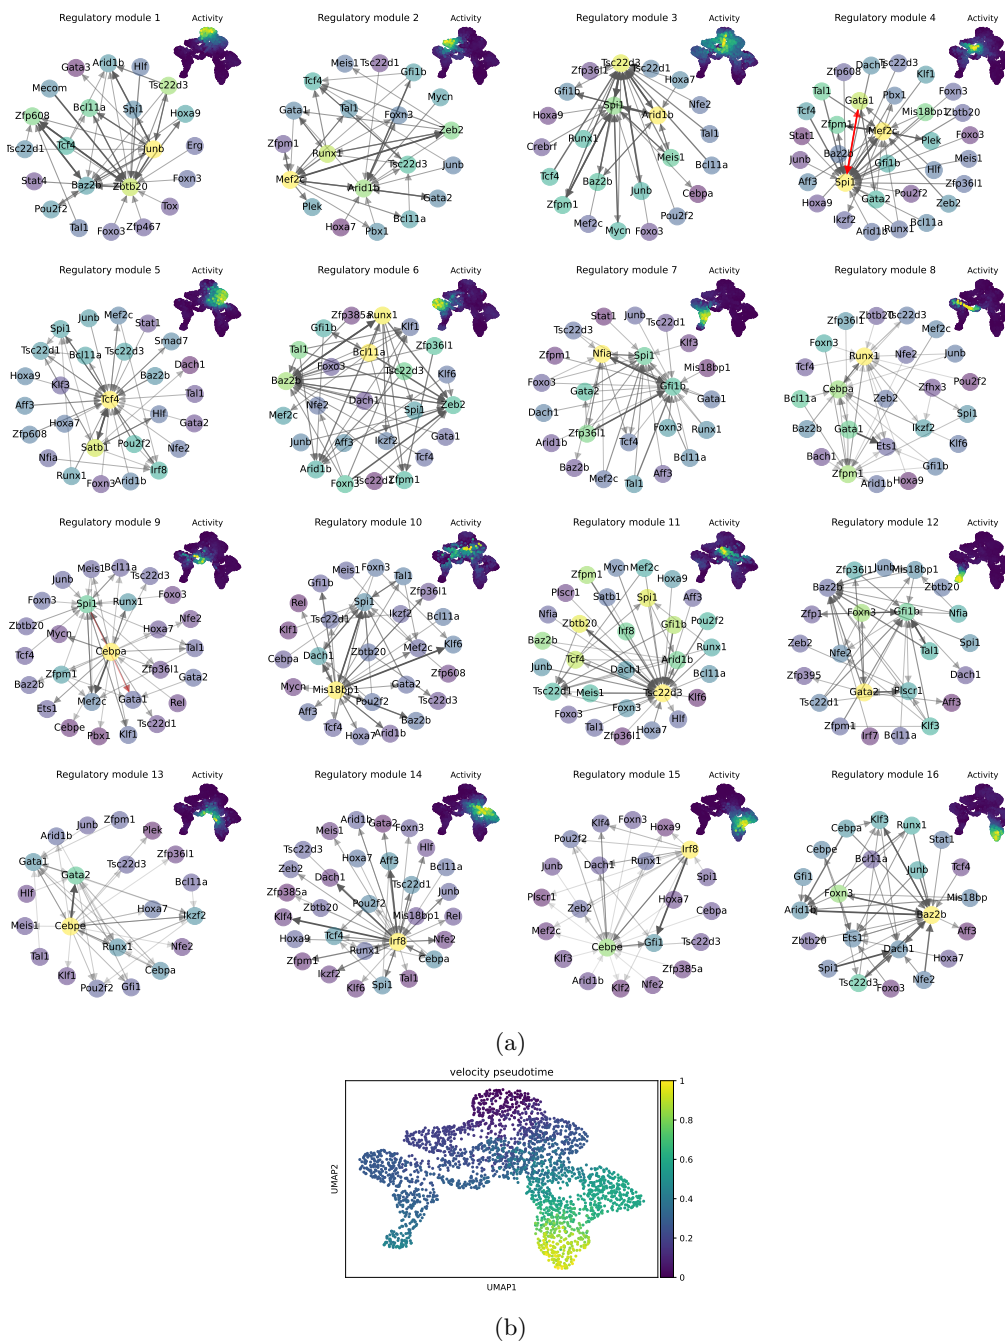 Regulatory module 1
Activity
Arid1b
Hlf
Gata3
Tsc22d3
Mecom
Bcl11a
Spi1
Hoxa9
Zfp608
Tsc22d1
Tcf4
Junb
Erg
Stat4
Baz2b
Zbtb20
Foxn3
Pou2f2
Tox
Tal1
Foxo3
Zfp467
Regulatory module 2
Activity
Meis1
Tsc22d1
Gfi1b
Tcf4
Mycn
Gata1
Tal1
Foxn3
Zeb2
Zfpm1
Runx1
Tsc22d3
Junb
Mef2c
Arid1b
Gata2
Plek
Bcl11a
Hoxa7
Pbx1
Regulatory module 3
Activity
Tsc22d3
Tsc22d1
Zfp36l1
Hoxa7
Gfi1b
Nfe2
Hoxa9
Spi1
Arid1b
Tal1
Crebrf
Runx1
Meis1
Bcl11a
Tcf4
Baz2b
Junb
Cebpa
Zfpm1
Pou2f2
Mef2c
Mycn
Foxo3
Regulatory module 4
Activity
Dach1
Tsc22d3
Zfp608
Klf1
Tal1
Pbx1
Foxn3
Gata1
Mis18bp1
Zbtb20
Tcf4
Zfpm1
Mef2c
Foxo3
Stat1
Plek
Junb
Baz2b
Gfi1b
Meis1
Hlf
Aff3
Spi1
Zfp36l1
Hoxa9
Gata2
Pou2f2
Zeb2
Ikzf2
Arid1b
Runx1
Bcl11a
Regulatory module 5
Activity
Junb
Mef2c
Stat1
Spi1
Smad7
Tsc22d1
Bcl11a
Tsc22d3
Dach1
Hoxa9
Klf3
Baz2b
Tal1
Aff3
Tcf4
Hoxa7
Hlf
Gata2
Zfp608
Satb1
Pou2f2
Nfe2
Nfia
Runx1
Foxn3
Arid1b
Irf8
Regulatory module 6
Activity
Zfp385a
Runx1
Gfi1b
Klf1
Tal1
Bcl11a
Zfp36l1
Foxo3
Tsc22d3
Klf6
Baz2b
Dach1
Mef2c
Nfe2
Spi1
Zeb2
Junb
Aff3
Ikzf2
Gata1
Arid1b
Tcf4
Foxn3
Tsc22d1
Zfpm1
Regulatory module 7
Activity
Stat1
Junb
Tsc22d3
Tsc22d1
Zfpm1
Nfia
Spi1
Klf3
Foxo3
Mis18bp1
Gata2
Gfi1b
Gata1
Dach1
Zfp36l1
Foxn3
Runx1
Arid1b
Tcf4
Baz2b
Bcl11a
Mef2c
Aff3
Tal1
Regulatory module 8
Activity
Zbtb20
Tsc22d3
Zfp36l1
Mef2c
Foxn3
Runx1
Nfe2
Junb
Tcf4
Cebpa
Zfhx3
Pou2f2
Bcl11a
Zeb2
Spi1
Baz2b
Gata1
Ikzf2
Klf6
Ets1
Bach1
Gfi1b
Zfpm1
Arid1b
Hoxa9
Regulatory module 9
Activity
Meis1
Bcl11a
Junb
Tsc22d3
Foxn3
Spi1
Runx1
Foxo3
Zbtb20
Mycn
Hoxa7
Tcf4
Cebpa
Tal1
Baz2b
Zfpm1
Zfp36l1
Gata2
Ets1
Mef2c
Gata1
Rel
Cebpe
Pbx1
Klf1
Tsc22d1
Regulatory module 10
Activity
Meis1
Foxn3
Tal1
Gfi1b
Zfp36l1
Rel
Spi1
Ikzf2
Bcl11a
Klf1
Tsc22d1
Mef2c
Klf6
Cebpa
Dach1
Zbtb20
Zfp608
Mycn
Mis18bp1
Gata2
Pou2f2
Tsc22d3
Aff3
Tcf4
Hoxa7
Arid1b
Baz2b
Regulatory module 11
Activity
Mycn
Mef2c
Zfpm1
Hoxa9
Plscr1
Satb1
Spi1
Aff3
Nfia
Zbtb20
Irf8
Gfi1b
Pou2f2
Baz2b
Runx1
Tcf4
Dach1
Arid1b
Junb
Bcl11a
Tsc22d1
Meis1
Tsc22d3
Klf6
Foxo3
Foxn3
Hlf
Tal1
Hoxa7
Zfp36l1
Regulatory module 12
Activity
Zfp36l1
Junb
Mis18bp1
Baz2b
Zbtb20
Zfp1
Foxn3
Gfi1b
Nfia
Zeb2
Nfe2
Tal1
Spi1
Zfp395
Dach1
Tsc22d1
Gata2
Plscr1
Aff3
Zfpm1
Klf3
Irf7
Bcl11a
Regulatory module 13
Activity
Junb
Zfpm1
Arid1b
Plek
Gata1
Tsc22d3
Zfp36l1
Gata2
Hlf
Bcl11a
Meis1
Cebpe
Hoxa7
Ikzf2
Tal1
Runx1
Nfe2
Klf1
Cebpa
Pou2f2
Gfi1
Regulatory module 14
Activity
Arid1b
Gata2
Meis1
Foxn3
Tsc22d3
Hoxa7
Aff3
Hlf
Zeb2
Dach1
Bcl11a
Zfp385a
Tsc22d1
Junb
Klf4
Zbtb20
Pou2f2
Mis18bp1
Rel
Hoxa9
Tcf4
Irf8
Nfe2
Zfpm1
Runx1
Cebpa
Ikzf2
Klf6
Spi1
Tal1
Regulatory module 15
Activity
Klf4
Foxn3
Hoxa9
Pou2f2
Irf8
Junb
Dach1
Runx1
Spi1
Plscr1
Hoxa7
Zeb2
Cebpa
Mef2c
Cebpe
Gfi1
Tsc22d3
Klf3
Zfp385a
Arid1b
Klf2
Nfe2
Regulatory module 16
Activity
Klf3
Runx1
Cebpa
Stat1
Cebpe
Bcl11a
Junb
Tcf4
Gfi1
Foxn3
Mis18bp
Arid1b
Baz2b
Aff3
Zbtb20
Ets1
Dach1
Hoxa7
Spi1
Tsc22d3
Foxo3
Nfe2
(a)
velocity pseudotime
UMAP2
UMAP1
1
0.8
0.6
0.4
0.2
0
(b)